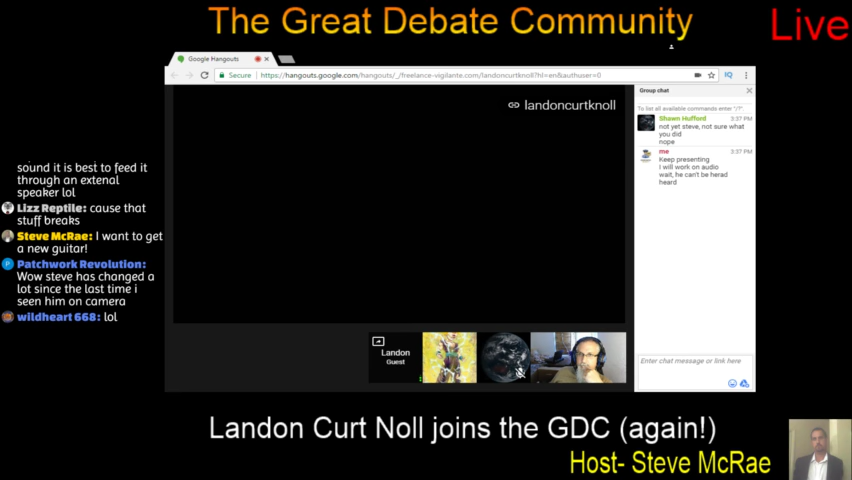 The Great Debate Community
Live
Google Hangouts
Secure
https://hangouts.google.com/hangouts/_/freelance-vigilante.com/landoncurtknoll?hl=en&authuser=0
IQ
landoncurtknoll
Group chat
To list all available commands enter "/?"
Shawn Hufford 3:37 PM
not yet steve, not sure what
you did
nope
me 3:37 PM
Keep presenting
I will work on audio
wait, he can't be herad
heard
Enter chat message or link here
sound it is best to feed it
through an extenal
speaker lol
Lizz Reptile: cause that
stuff breaks
Steve McRae: I want to get
a new guitar!
Patchwork Revolution:
Wow steve has changed a
lot since the last time i
seen him on camera
wildheart 668: lol
Landon
Guest
Landon Curt Noll joins the GDC (again!)
Host- Steve McRae